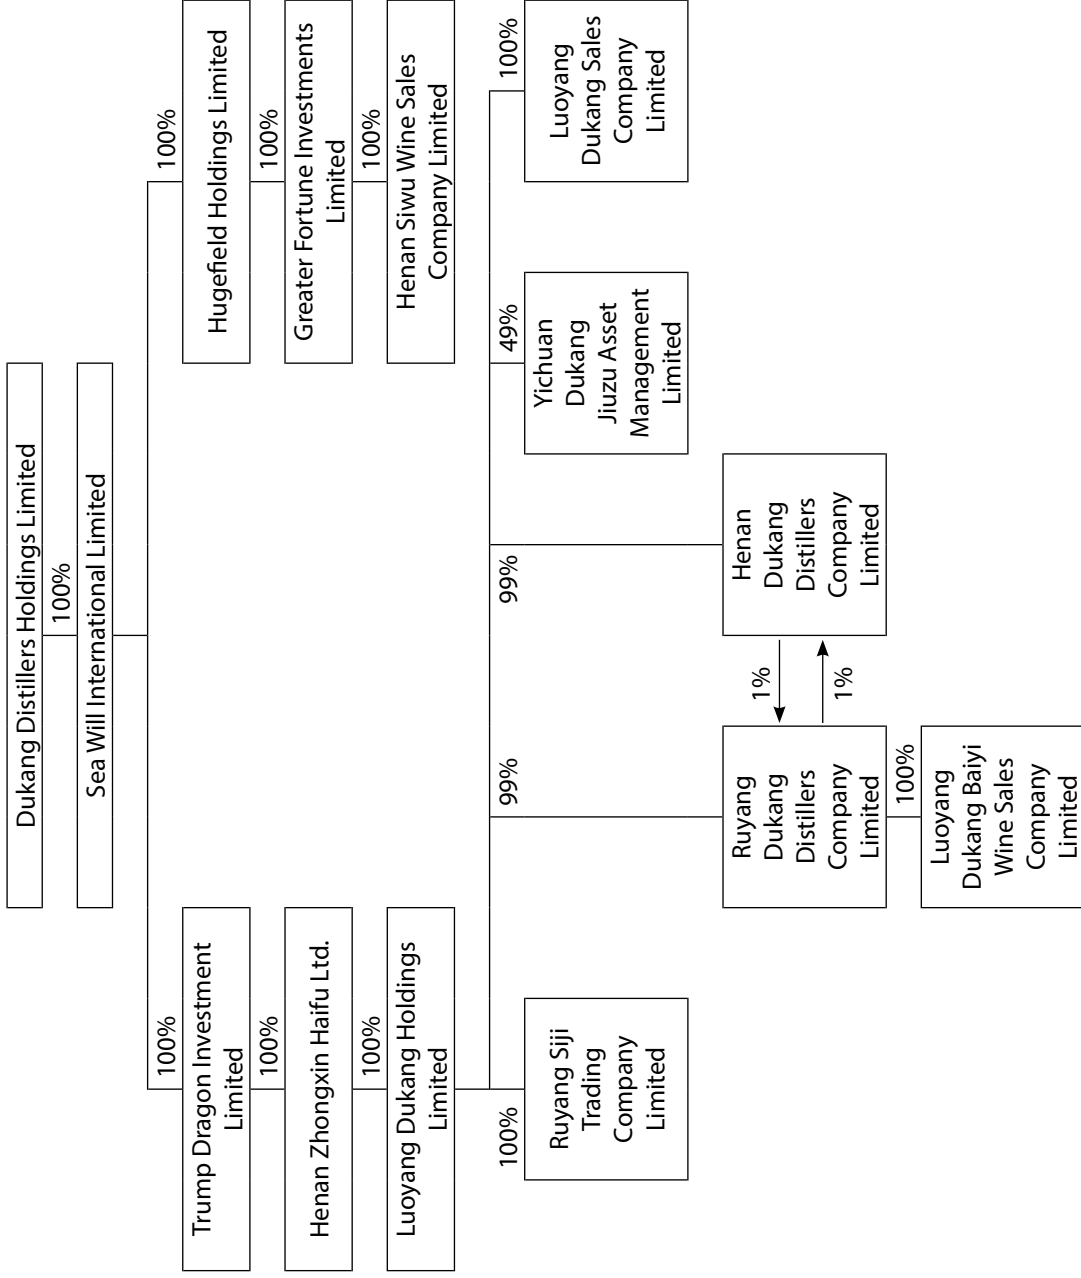 Dukang Distillers Holdings Limited
100%
Sea Will International Limited
100%
Trump Dragon Investment
Limited
100%
Henan Zhongxin Haifu Ltd.
100%
Luoyang Dukang Holdings
Limited
100%
Hugefield Holdings Limited
100%
Greater Fortune Investments
Limited
100%
Henan Siwu Wine Sales
Company Limited
100%
Ruyang Siji
Trading
Company
Limited
99%
Ruyang
Dukang
Distillers
Company
Limited
1%
1%
99%
Henan
Dukang
Distillers
Company
Limited
49%
Yichuan
Dukang
Jiuzu Asset
Management
Limited
100%
Luoyang
Dukang Sales
Company
Limited
100%
Luoyang
Dukang Baiyi
Wine Sales
Company
Limited